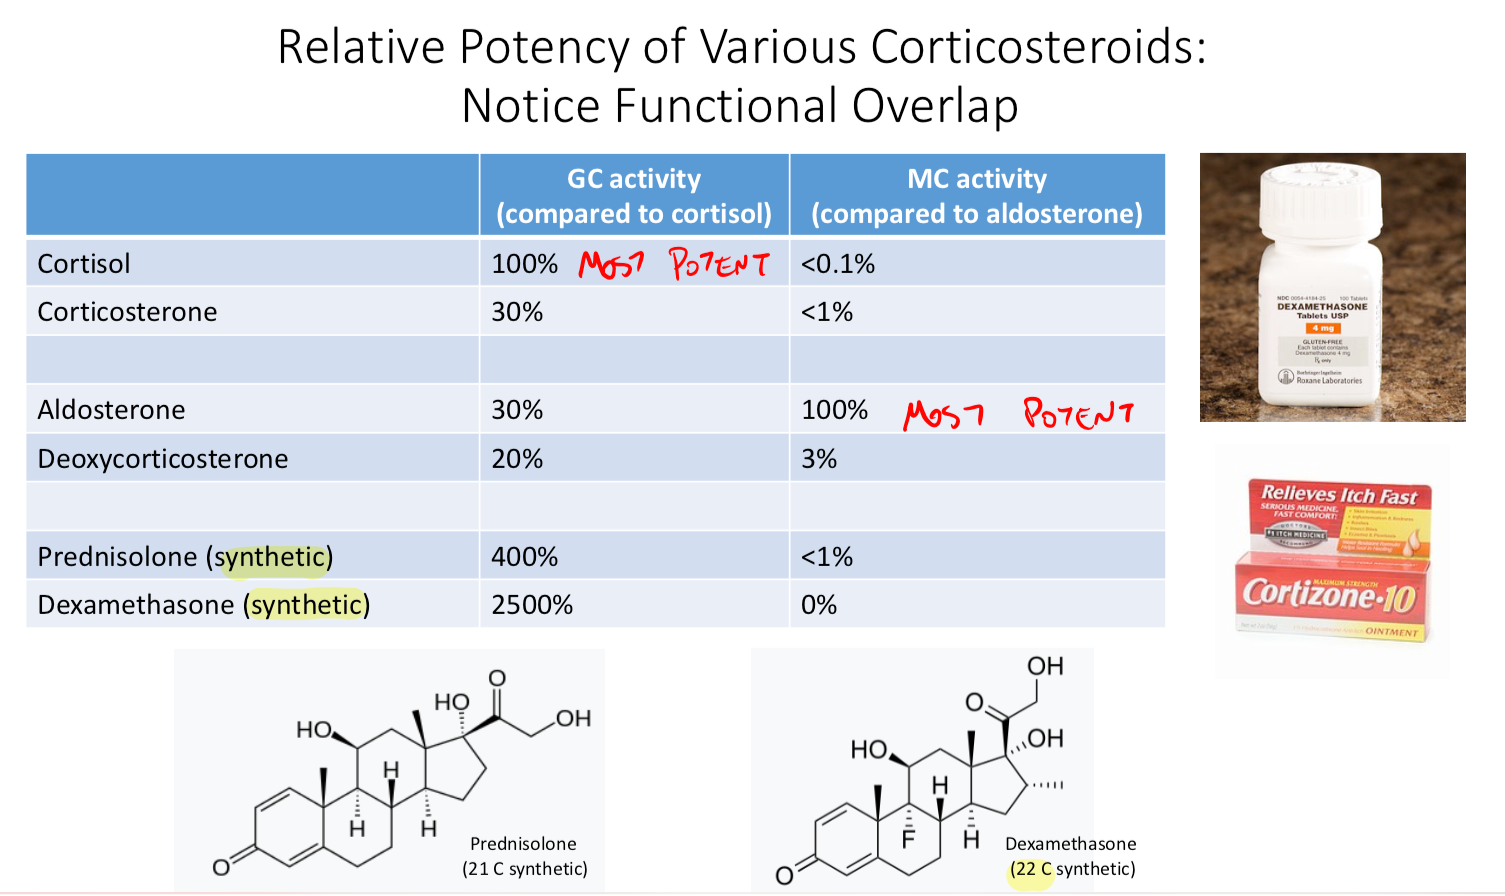 Relative Potency of Various Corticosteroids:
Notice Functional Overlap
GC activity
(compared to cortisol)
MC activity
(compared to aldosterone)
Cortisol 100% MOST POTENT <0.1%
Corticosterone 30% <1%
Aldosterone 30% 100% MOST POTENT
Deoxycorticosterone 20% 3%
Prednisolone (synthetic) 400% <1%
Dexamethasone (synthetic) 2500% 0%
NDC 0054-4184-25 100 Tablets
DEXAMETHASONE
Tablets USP
4 mg
GLUTEN-FREE
Each tablet contains
Dexamethasone 4 mg
Rx only
Boehringer Ingelheim
Roxane Laboratories
Relieves Itch Fast
SERIOUS MEDICINE.
FAST COMFORT!
#1 ITCH MEDICINE
MAXIMUM STRENGTH
Cortizone•10
OINTMENT
O
HO
OH
HO
H
H
H
O
Prednisolone
(21 C synthetic)
OH
O
OH
HO
H
F
H
O
Dexamethasone
(22 C synthetic)